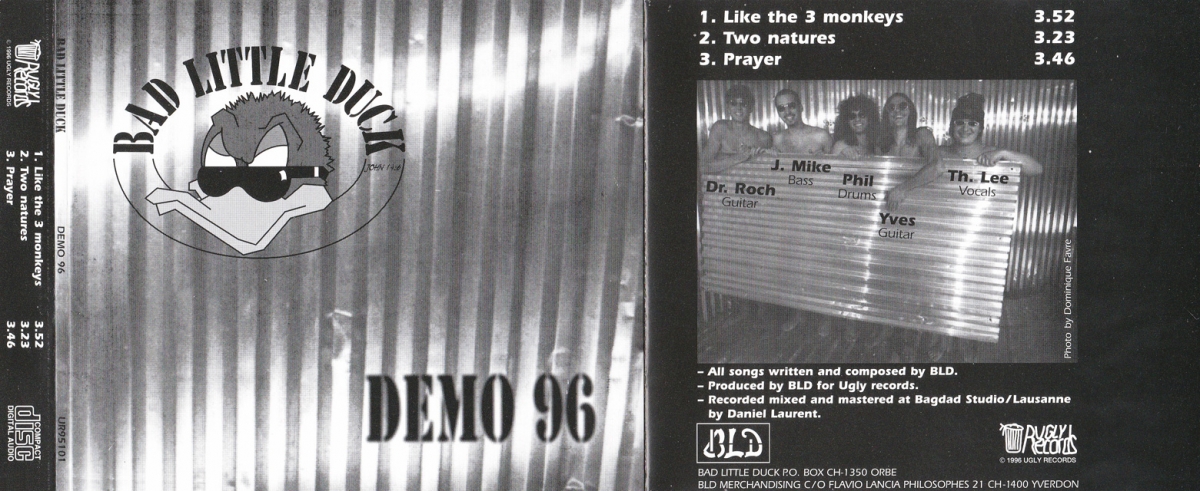 UGLY
Records
© 1996 UGLY RECORDS
1. Like the 3 monkeys 3.52
2. Two natures 3.23
3. Prayer 3.46
COMPACT
disc
DIGITAL AUDIO
BAD LITTLE DUCK
DEMO 96
UR95101
BAD LITTLE DUCK
DEMO 96
1. Like the 3 monkeys 3.52
2. Two natures 3.23
3. Prayer 3.46
Dr. Roch
Guitar
J. Mike
Bass
Phil
Drums
Yves
Guitar
Th. Lee
Vocals
Photo by Dominique Favre
– All songs written and composed by BLD.
– Produced by BLD for Ugly records.
– Recorded mixed and mastered at Bagdad Studio/Lausanne
by Daniel Laurent.
BLD
UGLY
Records
© 1996 UGLY RECORDS
BAD LITTLE DUCK P.O. BOX CH-1350 ORBE
BLD MERCHANDISING C/O FLAVIO LANCIA PHILOSOPHES 21 CH-1400 YVERDON